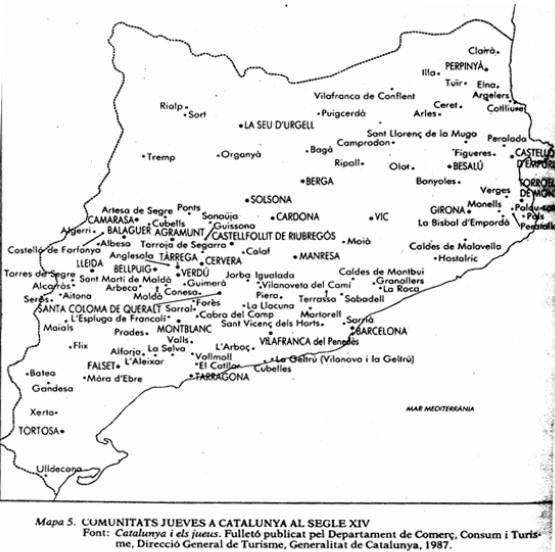 Clairà
PERPINYÀ
Illa
Tuïr
Elna
Argelers
Vilafranca de Conflent
Ceret
Cotlliure
Rialp
Sort
Puigcerdà
Arles
LA SEU D'URGELL
Sant Llorenç de la Muga
Peralada
Camprodon
Bagà
Figueres
CASTELLÓ
D'EMPÚR
Tremp
Organyà
Ripoll
Olot
BESALÚ
BERGA
Banyoles
TORROE
DE MON
Verges
SOLSONA
Monells
Palau-sat
Artesa de Segre
Ponts
GIRONA
Pals
CAMARASA
Cubells
Sanaüja
CARDONA
VIC
La Bisbal d'Empordà
Peratalla
Algerri
BALAGUER
AGRAMUNT
Guissona
CASTELLFOLLIT DE RIUBREGÓS
Castelló de Farfanya
Albesa
Tarroja de Segarra
Moià
Caldes de Malavella
Anglesola
TÀRREGA
Calaf
Hostalric
LLEIDA
CERVERA
MANRESA
Torres de Segre
BELLPUIG
VERDÚ
Jorba
Igualada
Caldes de Montbui
Alcarràs
Sant Martí de Maldà
Guimerà
Vilanoveta del Camí
Granollers
Arbeca
La Roca
Seròs
Aitona
Maldà
Conesa
Piera
Terrassa
Sabadell
SANTA COLOMA DE QUERALT
Sarral
Forès
La Llacuna
L'Espluga de Francolí
Cabra del Camp
Martorell
Maials
Prades
MONTBLANC
Sant Vicenç dels Horts
Sarrià
BARCELONA
Flix
Valls
VILAFRANCA del Penedès
Alforja
La Selva
L'Arboç
FALSET
L'Aleixar
Vallmoll
La Geltrú (Vilanova i la Geltrú)
Batea
El Catllar
Cubelles
Móra d'Ebre
TARRAGONA
Gandesa
Xerta
MAR MEDITERRÀNIA
TORTOSA
Ulldecona
Mapa 5. COMUNITATS JUEVES A CATALUNYA AL SEGLE XIV
Font: Catalunya i els jueus. Fulletó publicat pel Departament de Comerç, Consum i Turis-
me, Direcció General de Turisme, Generalitat de Catalunya, 1987.